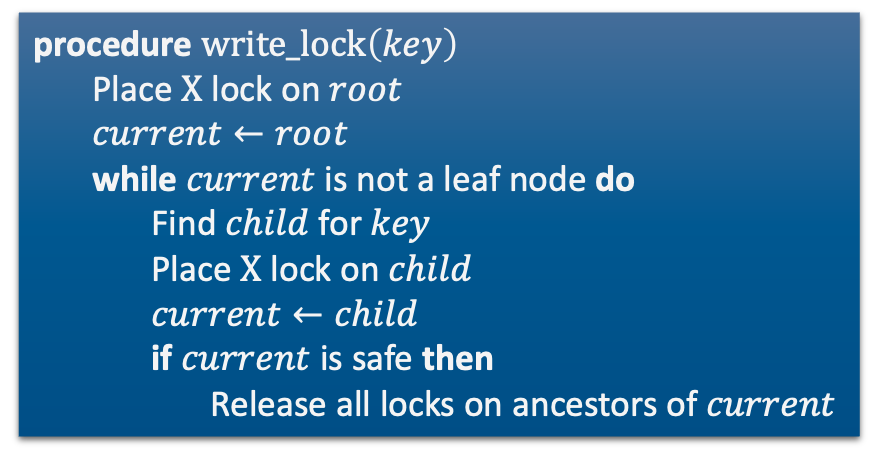 procedure write_lock(key)
Place X lock on root
current ← root
while current is not a leaf node do
Find child for key
Place X lock on child
current ← child
if current is safe then
Release all locks on ancestors of current